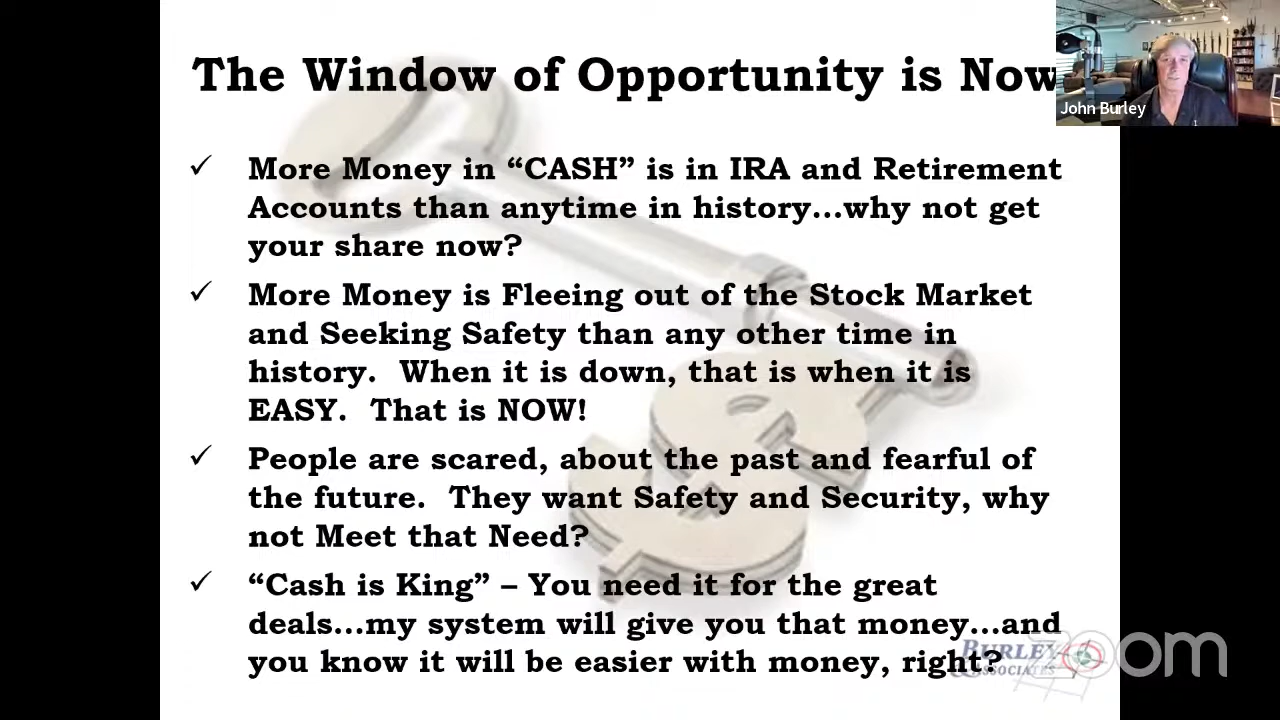 The Window of Opportunity is Now
John Burley
✓ More Money in “CASH” is in IRA and Retirement
Accounts than anytime in history...why not get
your share now?
✓ More Money is Fleeing out of the Stock Market
and Seeking Safety than any other time in
history. When it is down, that is when it is
EASY. That is NOW!
✓ People are scared, about the past and fearful of
the future. They want Safety and Security, why
not Meet that Need?
✓ “Cash is King” – You need it for the great
deals...my system will give you that money...and
you know it will be easier with money, right?
BURLEY
& ASSOCIATES
zoom